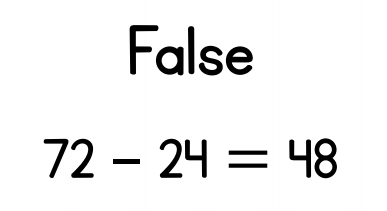 False
72 − 24 = 48